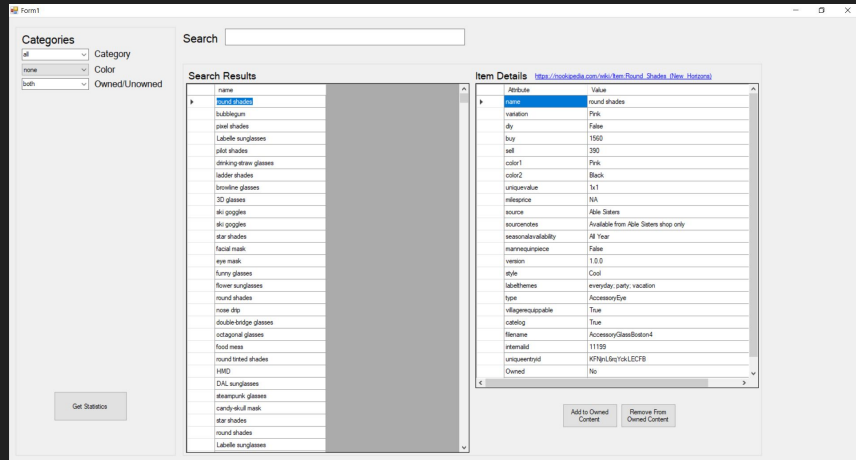 Form1
Categories
all Category
none Color
both Owned/Unowned
Get Statistics
Search
Search Results
name
round shades
bubblegum
pixel shades
Labelle sunglasses
pilot shades
drinking-straw glasses
ladder shades
browline glasses
3D glasses
ski goggles
ski goggles
star shades
facial mask
eye mask
funny glasses
flower sunglasses
round shades
nose drip
double-bridge glasses
octagonal glasses
food mess
round tinted shades
HMD
DAL sunglasses
steampunk glasses
candy-skull mask
star shades
round shades
Labelle sunglasses
Item Details https://nookipedia.com/wiki/Item:Round_Shades_(New_Horizons)
Attribute Value
name round shades
variation Pink
diy False
buy 1560
sell 390
color1 Pink
color2 Black
uniquevalue 1x1
milesprice NA
source Able Sisters
sourcenotes Available from Able Sisters shop only
seasonalavailability All Year
mannequinpiece False
version 1.0.0
style Cool
labelthemes everyday; party; vacation
type AccessoryEye
villagerequippable True
catelog True
filename AccessoryGlassBoston4
internalid 11199
uniqueentryid KFNjnL6rqYckLECFB
Owned No
Add to Owned
Content
Remove From
Owned Content